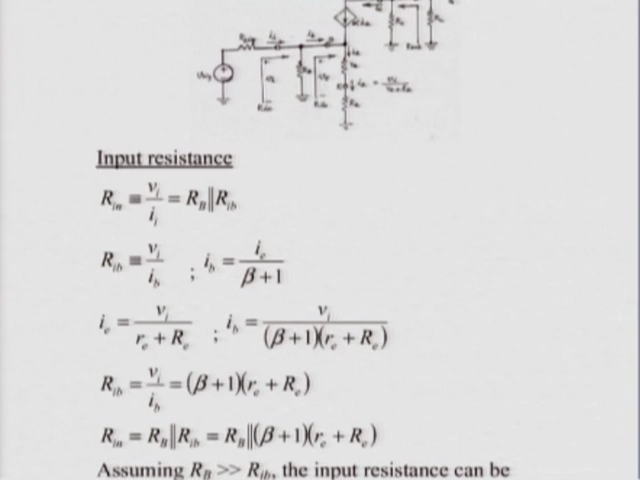 Input resistance
R_in ≡ v_i / i_i = R_B || R_ib
R_ib ≡ v_i / i_b ; i_b = i_e / (β+1)
i_e = v_i / (r_e + R_e) ; i_b = v_i / ((β+1)(r_e + R_e))
R_ib = v_i / i_b = (β+1)(r_e + R_e)
R_in = R_B || R_ib = R_B || (β+1)(r_e + R_e)
Assuming R_B >> R_ib, the input resistance can be